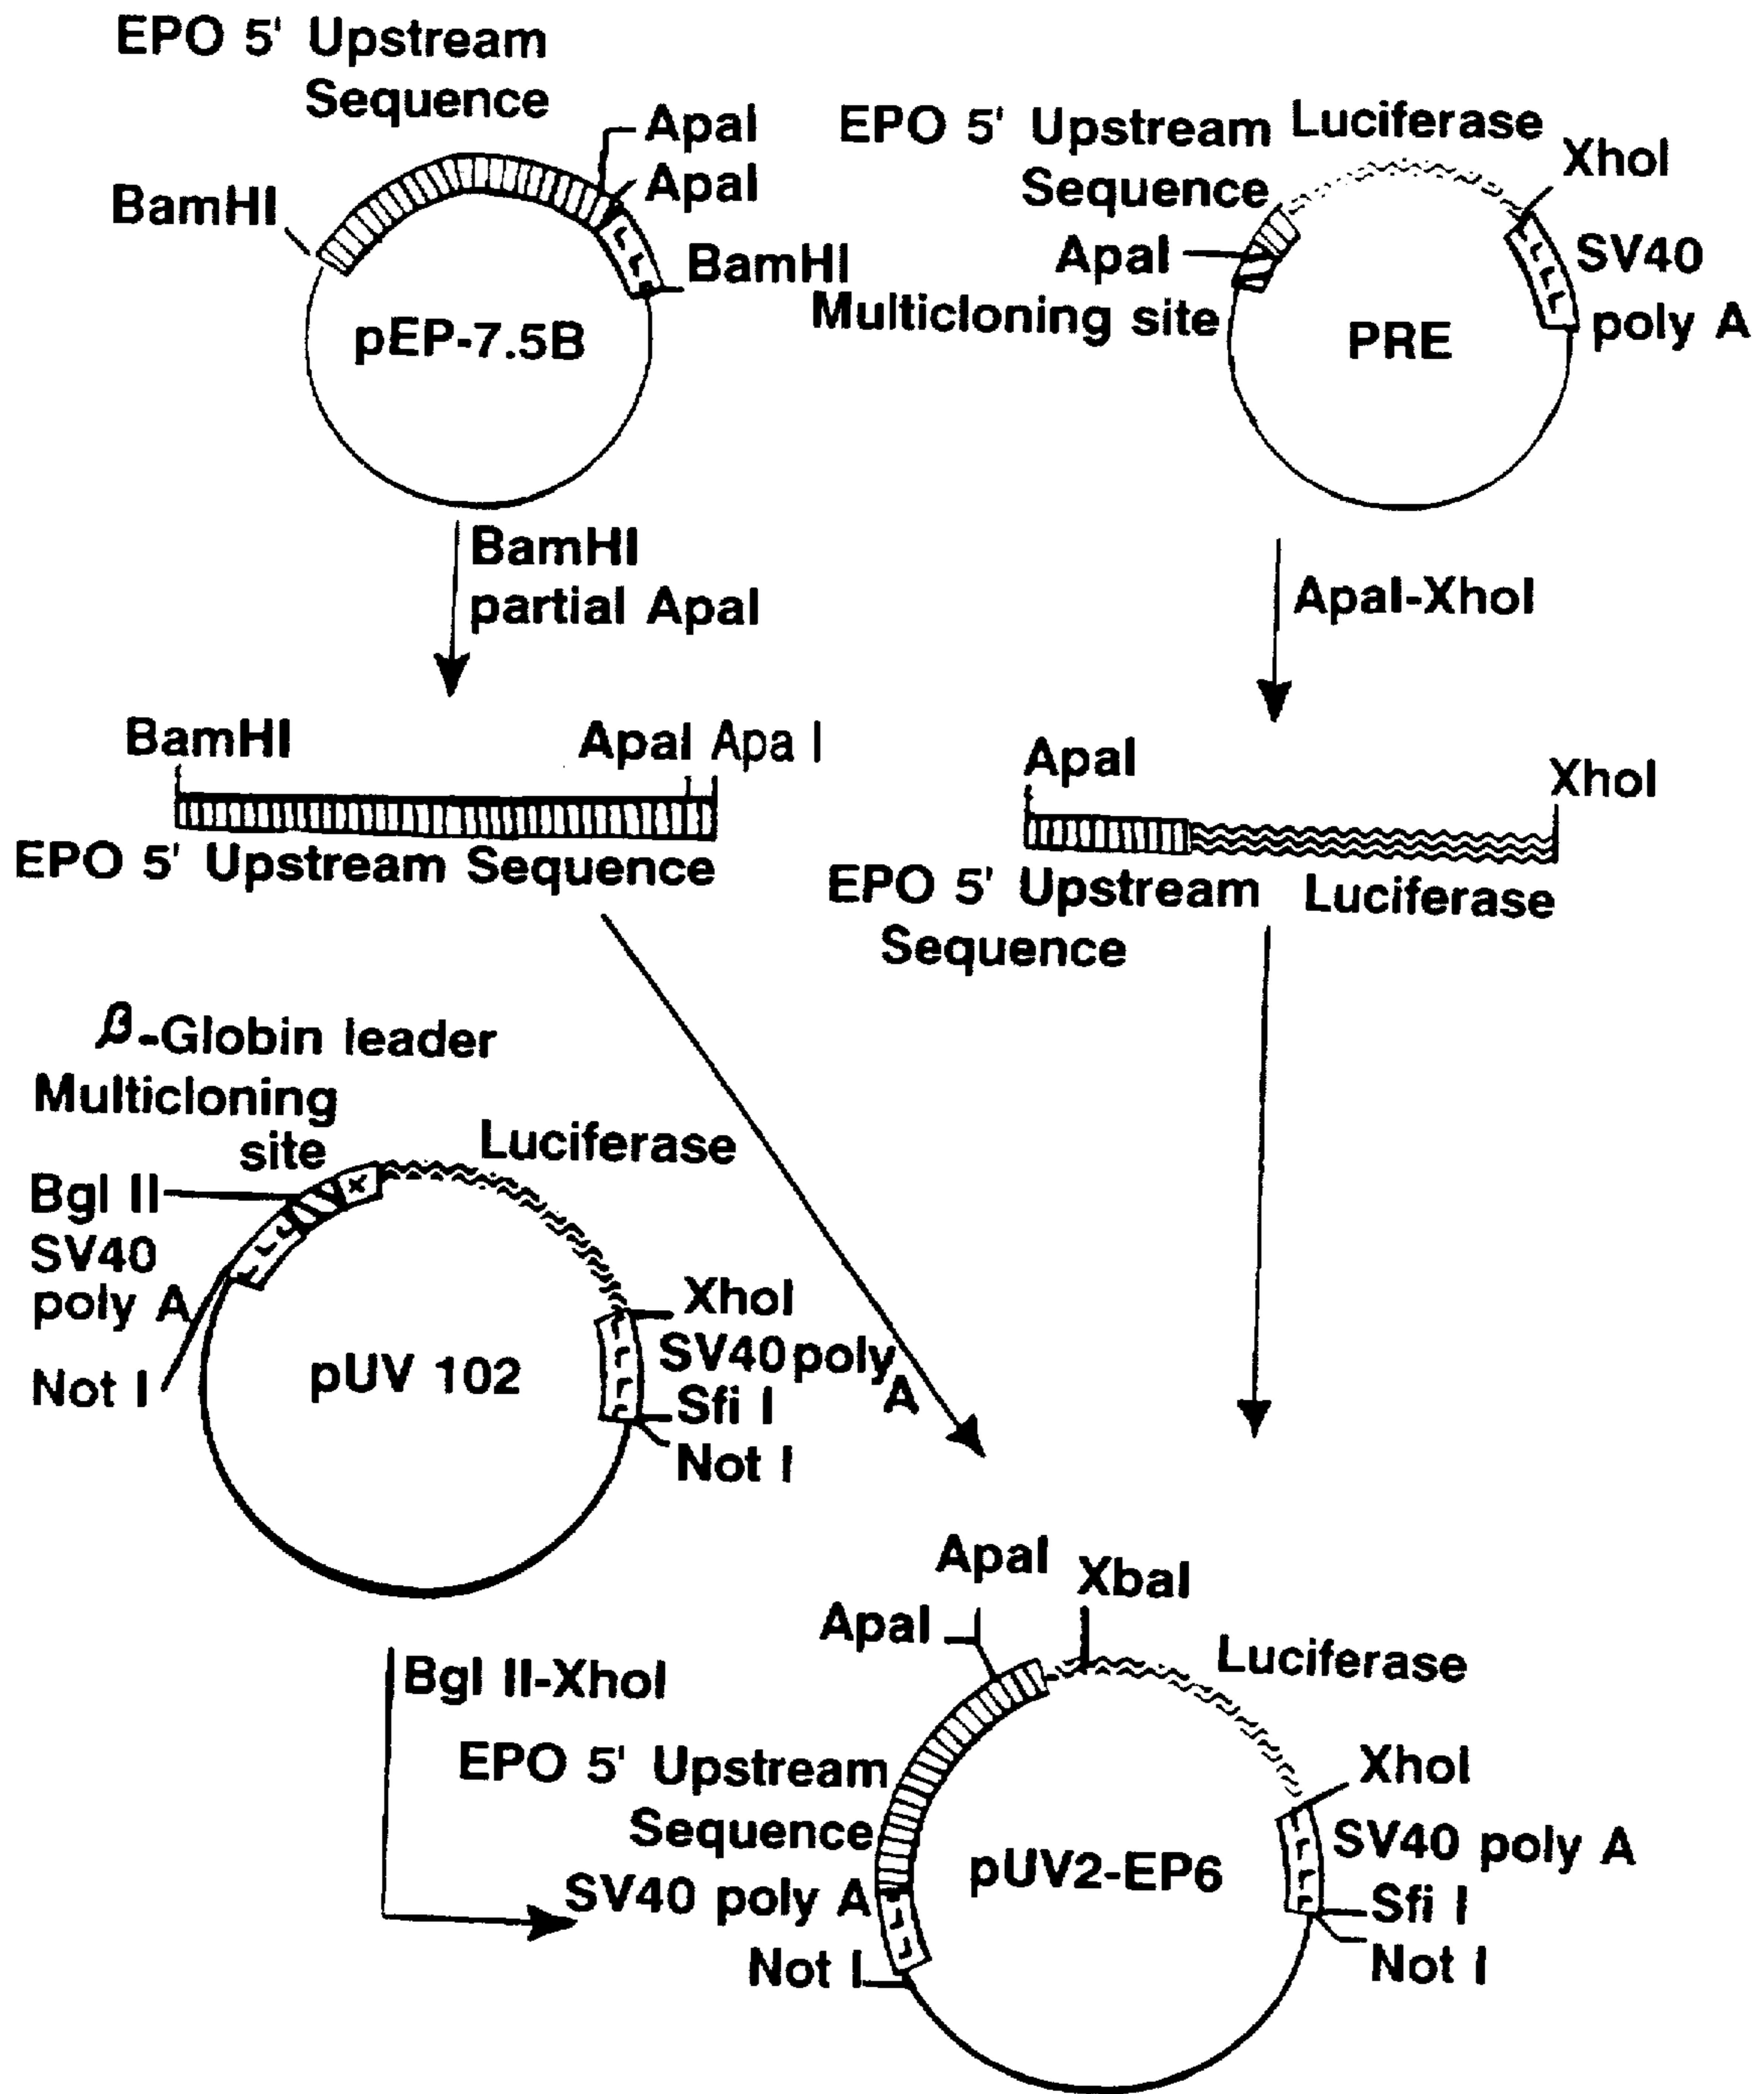 EPO 5' Upstream
Sequence
ApaI
ApaI
BamHI
BamHI
pEP-7.5B
EPO 5' Upstream
Sequence
Luciferase
XhoI
ApaI
Multicloning site
SV40
poly A
PRE
BamHI
partial ApaI
ApaI-XhoI
BamHI
ApaI Apa I
EPO 5' Upstream Sequence
ApaI
XhoI
EPO 5' Upstream
Sequence
Luciferase
β-Globin leader
Multicloning
site
Luciferase
Bgl II
SV40
poly A
Not I
pUV 102
XhoI
SV40 poly
A
Sfi I
Not I
Bgl II-XhoI
ApaI
XbaI
ApaI
Luciferase
EPO 5' Upstream
Sequence
SV40 poly A
Not I
pUV2-EP6
XhoI
SV40 poly A
Sfi I
Not I